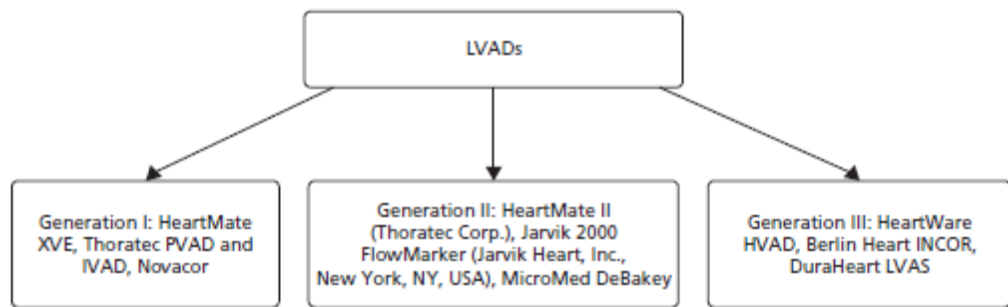 LVADs
Generation I: HeartMate
XVE, Thoratec PVAD and
IVAD, Novacor
Generation II: HeartMate II
(Thoratec Corp.), Jarvik 2000
FlowMarker (Jarvik Heart, Inc.,
New York, NY, USA), MicroMed DeBakey
Generation III: HeartWare
HVAD, Berlin Heart INCOR,
DuraHeart LVAS